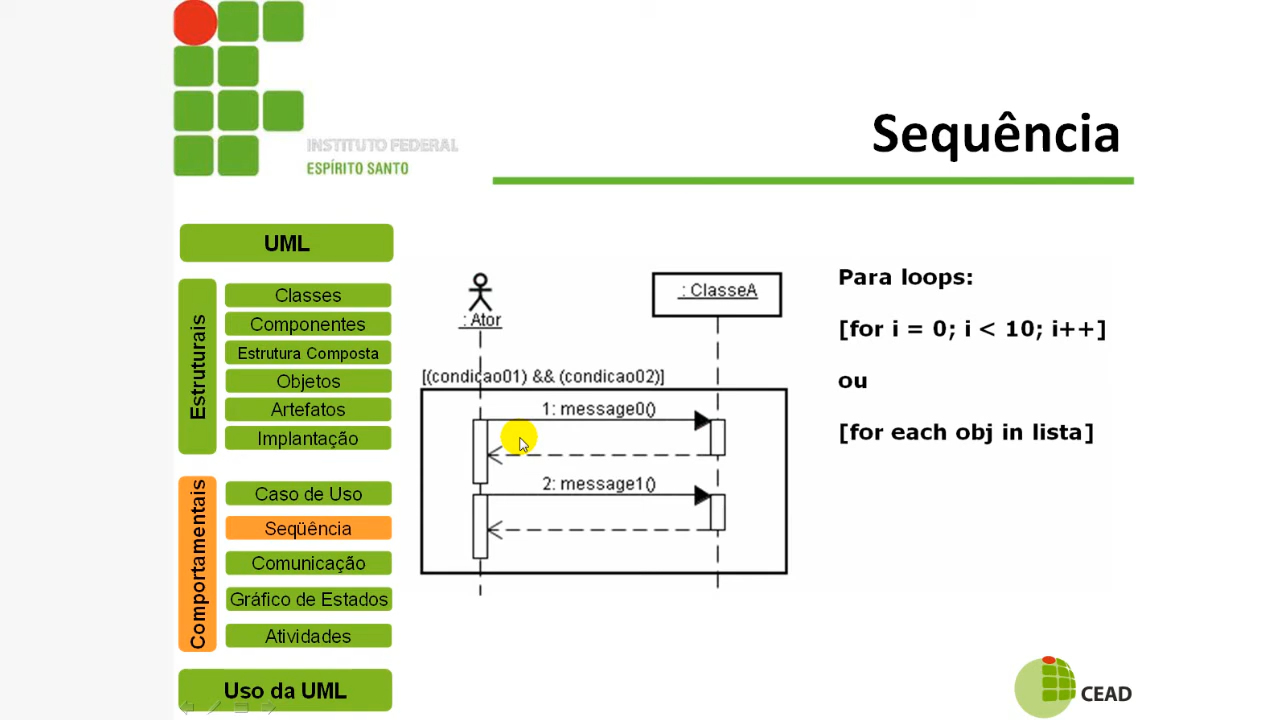 INSTITUTO FEDERAL
ESPÍRITO SANTO
Sequência
UML
Estruturais
Classes
Componentes
Estrutura Composta
Objetos
Artefatos
Implantação
Comportamentais
Caso de Uso
Seqüência
Comunicação
Gráfico de Estados
Atividades
Uso da UML
: Ator
: ClasseA
[(condicao01) && (condicao02)]
1: message0()
2: message1()
Para loops:
[for i = 0; i < 10; i++]
ou
[for each obj in lista]
CEAD